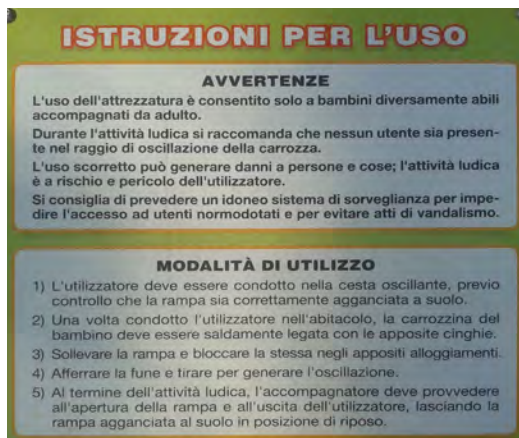 ISTRUZIONI PER L'USO
AVVERTENZE
L'uso dell'attrezzatura è consentito solo a bambini diversamente abili
accompagnati da adulto.
Durante l'attività ludica si raccomanda che nessun utente sia presen-
te nel raggio di oscillazione della carrozza.
L'uso scorretto può generare danni a persone e cose; l'attività ludica
è a rischio e pericolo dell'utilizzatore.
Si consiglia di prevedere un idoneo sistema di sorveglianza per impe-
dire l'accesso ad utenti normodotati e per evitare atti di vandalismo.
MODALITÀ DI UTILIZZO
1) L'utilizzatore deve essere condotto nella cesta oscillante, previo
controllo che la rampa sia correttamente agganciata a suolo.
2) Una volta condotto l'utilizzatore nell'abitacolo, la carrozzina del
bambino deve essere saldamente legata con le apposite cinghie.
3) Sollevare la rampa e bloccare la stessa negli appositi alloggiamenti.
4) Afferrare la fune e tirare per generare l'oscillazione.
5) Al termine dell'attività ludica, l'accompagnatore deve provvedere
all'apertura della rampa e all'uscita dell'utilizzatore, lasciando la
rampa agganciata al suolo in posizione di riposo.